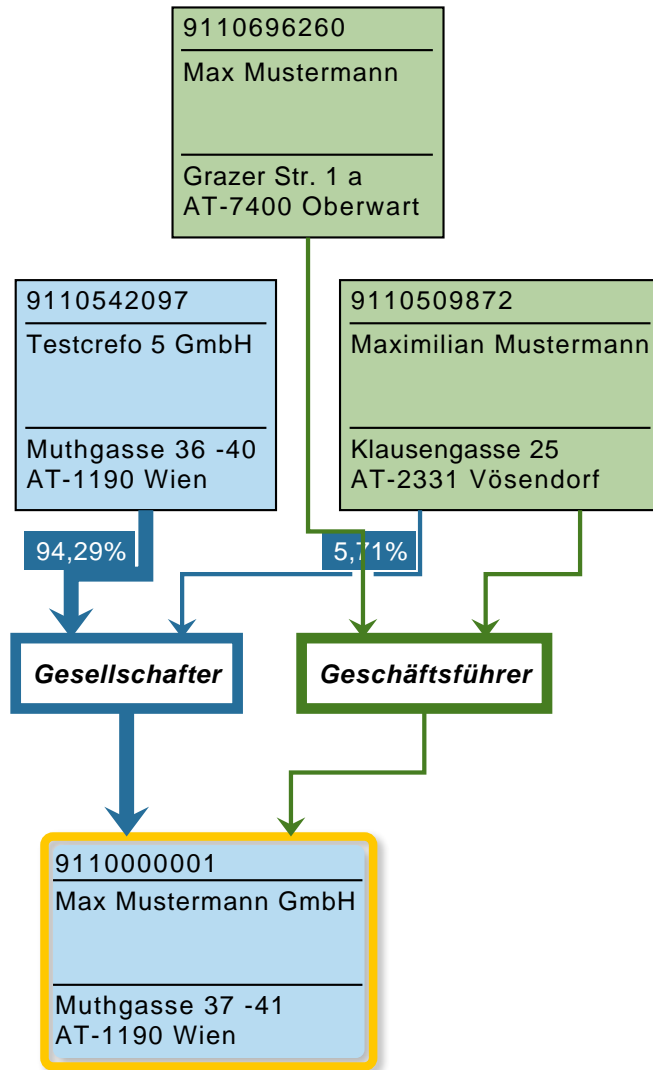 9110696260
Max Mustermann
Grazer Str. 1 a
AT-7400 Oberwart
9110542097
Testcrefo 5 GmbH
Muthgasse 36 -40
AT-1190 Wien
9110509872
Maximilian Mustermann
Klausengasse 25
AT-2331 Vösendorf
94,29%
5,71%
Gesellschafter
Geschäftsführer
9110000001
Max Mustermann GmbH
Muthgasse 37 -41
AT-1190 Wien